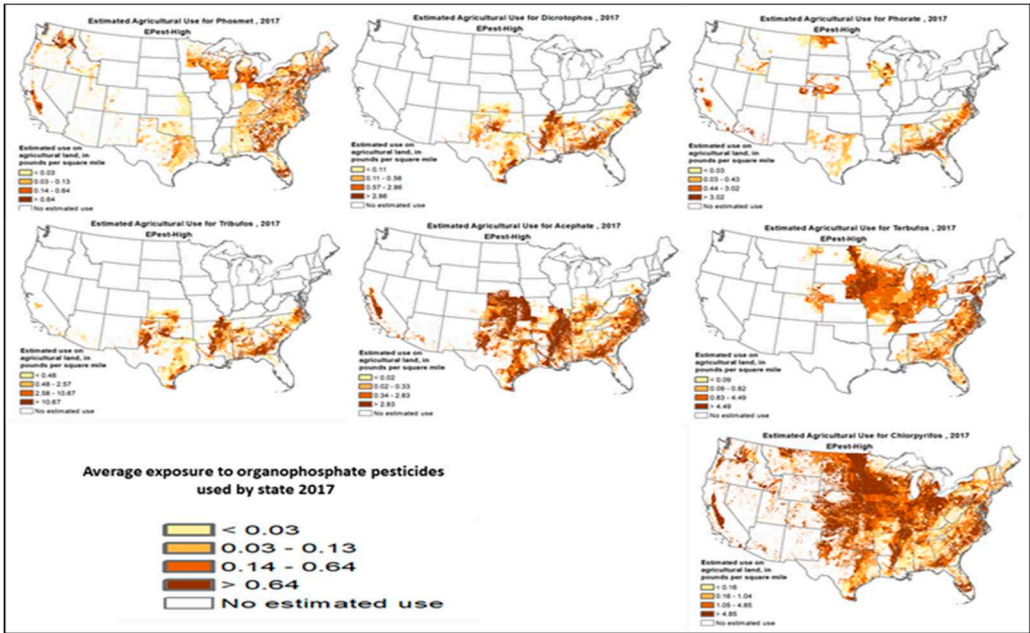 Estimated Agricultural Use for Phosmet , 2017
EPest-High
Estimated use on
agricultural land, in
pounds per square mile
< 0.03
0.03 - 0.13
0.14 - 0.64
> 0.64
No estimated use
Estimated Agricultural Use for Dicrotophos , 2017
EPest-High
Estimated use on
agricultural land, in
pounds per square mile
< 0.11
0.11 - 0.56
0.57 - 2.86
> 2.86
No estimated use
Estimated Agricultural Use for Phorate , 2017
EPest-High
Estimated use on
agricultural land, in
pounds per square mile
< 0.03
0.03 - 0.43
0.44 - 3.02
> 3.02
No estimated use
Estimated Agricultural Use for Tribufos , 2017
EPest-High
Estimated use on
agricultural land, in
pounds per square mile
< 0.48
0.48 - 2.57
2.58 - 10.67
> 10.67
No estimated use
Estimated Agricultural Use for Acephate , 2017
EPest-High
Estimated use on
agricultural land, in
pounds per square mile
< 0.02
0.02 - 0.33
0.34 - 2.83
> 2.83
No estimated use
Estimated Agricultural Use for Terbufos , 2017
EPest-High
Estimated use on
agricultural land, in
pounds per square mile
< 0.09
0.09 - 0.82
0.83 - 4.49
> 4.49
No estimated use
Average exposure to organophosphate pesticides
used by state 2017
< 0.03
0.03 - 0.13
0.14 - 0.64
> 0.64
No estimated use
Estimated Agricultural Use for Chlorpyrifos , 2017
EPest-High
Estimated use on
agricultural land, in
pounds per square mile
< 0.16
0.16 - 1.04
1.05 - 4.85
> 4.85
No estimated use